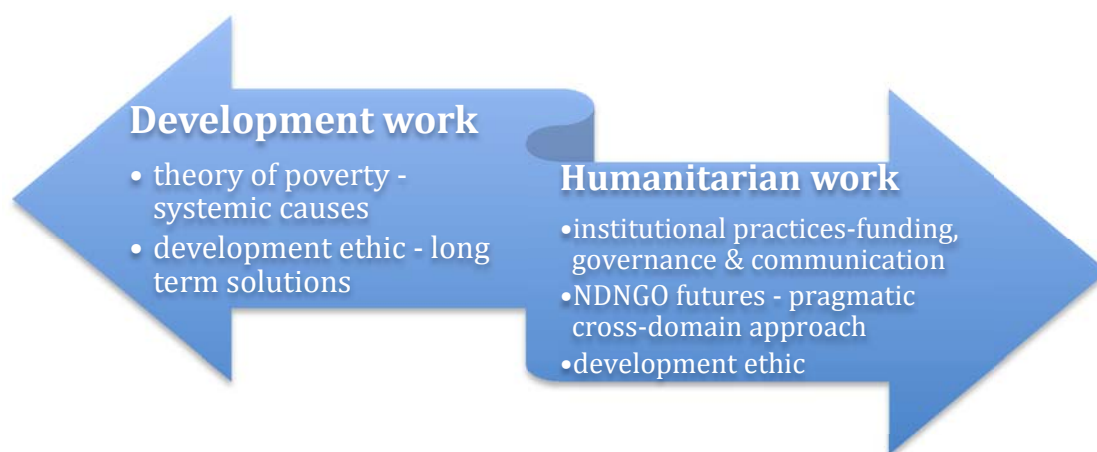 Development work
• theory of poverty -
systemic causes
• development ethic - long
term solutions
Humanitarian work
•institutional practices-funding,
governance & communication
•NDNGO futures - pragmatic
cross-domain approach
•development ethic